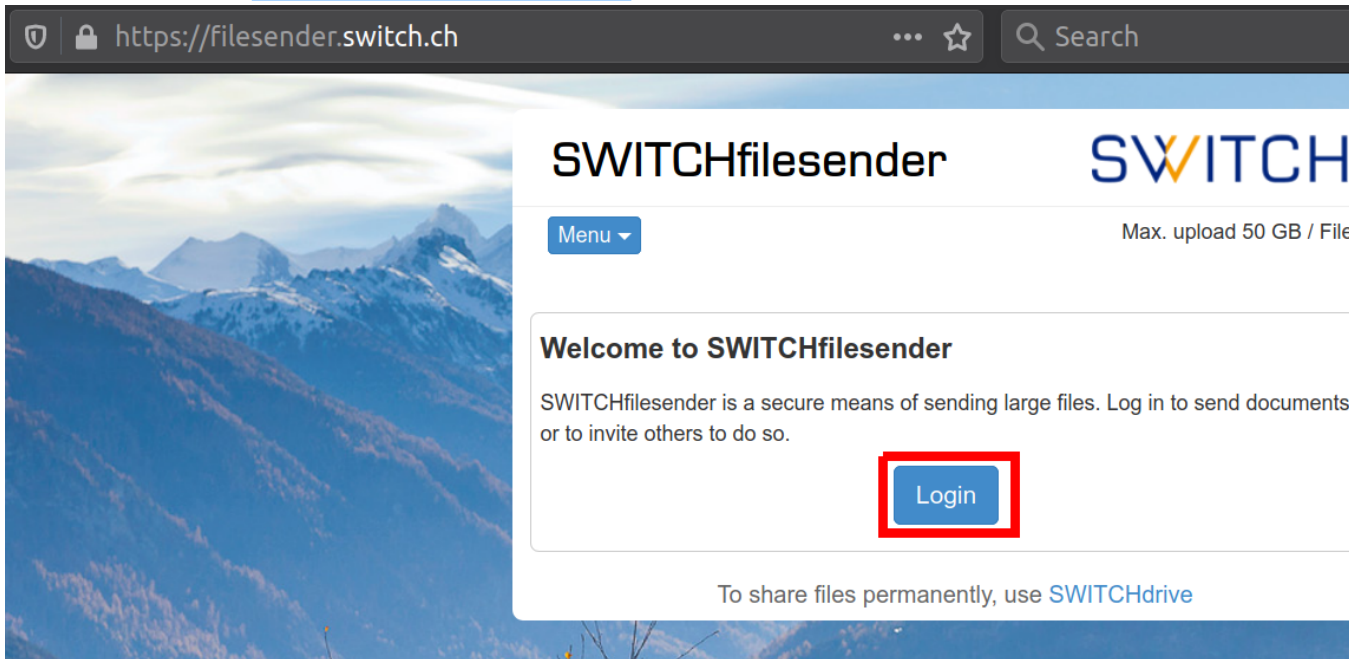 https://filesender.switch.ch ••• Search
SWITCHfilesender SWITCH
Menu Max. upload 50 GB / File
Welcome to SWITCHfilesender
SWITCHfilesender is a secure means of sending large files. Log in to send documents
or to invite others to do so.
Login
To share files permanently, use SWITCHdrive